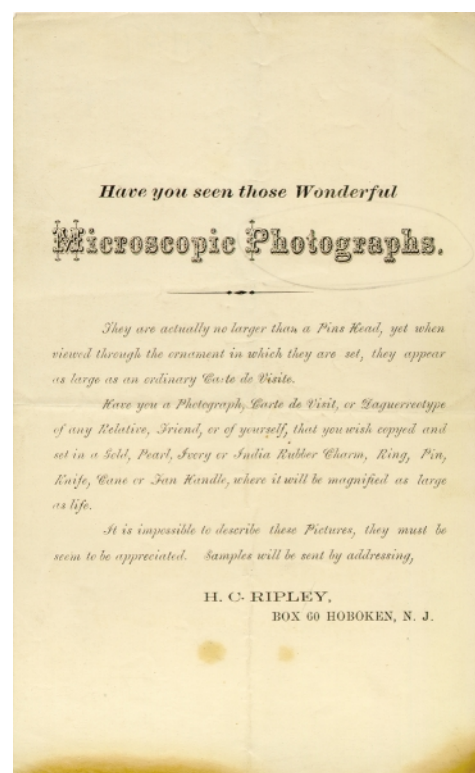 Have you seen those Wonderful
Microscopic Photographs.
They are actually no larger than a Pins Head, yet when
viewed through the ornament in which they are set, they appear
as large as an ordinary Carte de Visite.
Have you a Photograph, Carte de Visit, or Daguerreotype
of any Relative, Friend, or of yourself, that you wish copyed and
set in a Gold, Pearl, Ivory or India Rubber Charm, Ring, Pin,
Knife, Cane or Fan Handle, where it will be magnified as large
as life.
It is impossible to describe these Pictures, they must be
seem to be appreciated. Samples will be sent by addressing,
H. C. RIPLEY,
BOX 60 HOBOKEN, N. J.